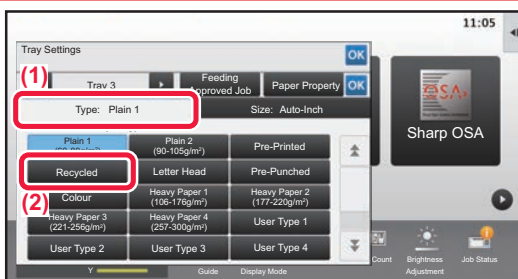 11:05
Tray Settings
OK
(1)
Tray 3
Feeding
Approved Job
Paper Property
OK
Type: Plain 1
Size: Auto-Inch
Sharp OSA
Plain 1
Plain 2
(90-105g/m²)
Pre-Printed
Recycled
Letter Head
Pre-Punched
(2)
Colour
Heavy Paper 1
(106-176g/m²)
Heavy Paper 2
(177-220g/m²)
Heavy Paper 3
(221-256g/m²)
Heavy Paper 4
(257-300g/m²)
User Type 1
User Type 2
User Type 3
User Type 4
Count
Brightness
Adjustment
Job Status
Y
Guide
Display Mode